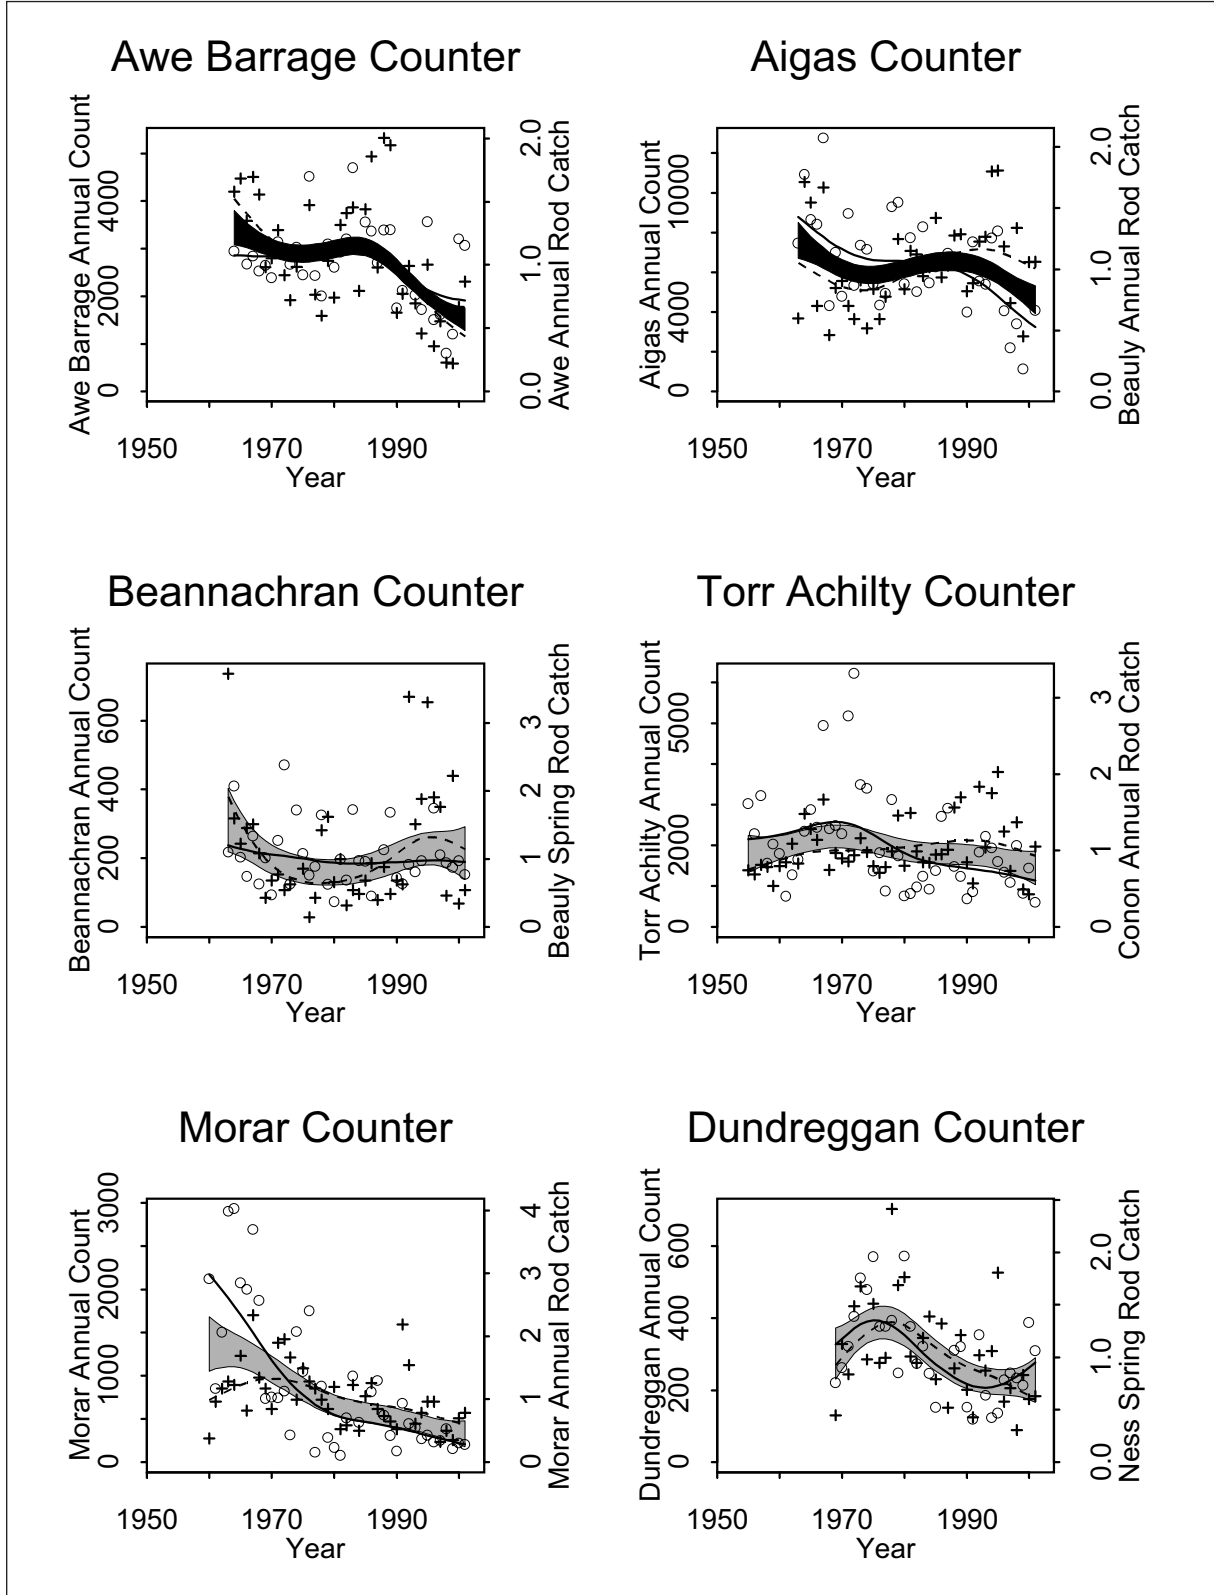 Awe Barrage Counter
Awe Barrage Annual Count
0
2000
4000
Awe Annual Rod Catch
0.0
1.0
2.0
1950
1970
1990
Year
Aigas Counter
Aigas Annual Count
0
4000
10000
Beauly Annual Rod Catch
0.0
1.0
2.0
1950
1970
1990
Year
Beannachran Counter
Beannachran Annual Count
0
200
400
600
Beauly Spring Rod Catch
0
1
2
3
1950
1970
1990
Year
Torr Achilty Counter
Torr Achilty Annual Count
0
2000
5000
Conon Annual Rod Catch
0
1
2
3
1950
1970
1990
Year
Morar Counter
Morar Annual Count
0
1000
2000
3000
Morar Annual Rod Catch
0
1
2
3
4
1950
1970
1990
Year
Dundreggan Counter
Dundreggan Annual Count
0
200
400
600
Ness Spring Rod Catch
0.0
1.0
2.0
1950
1970
1990
Year